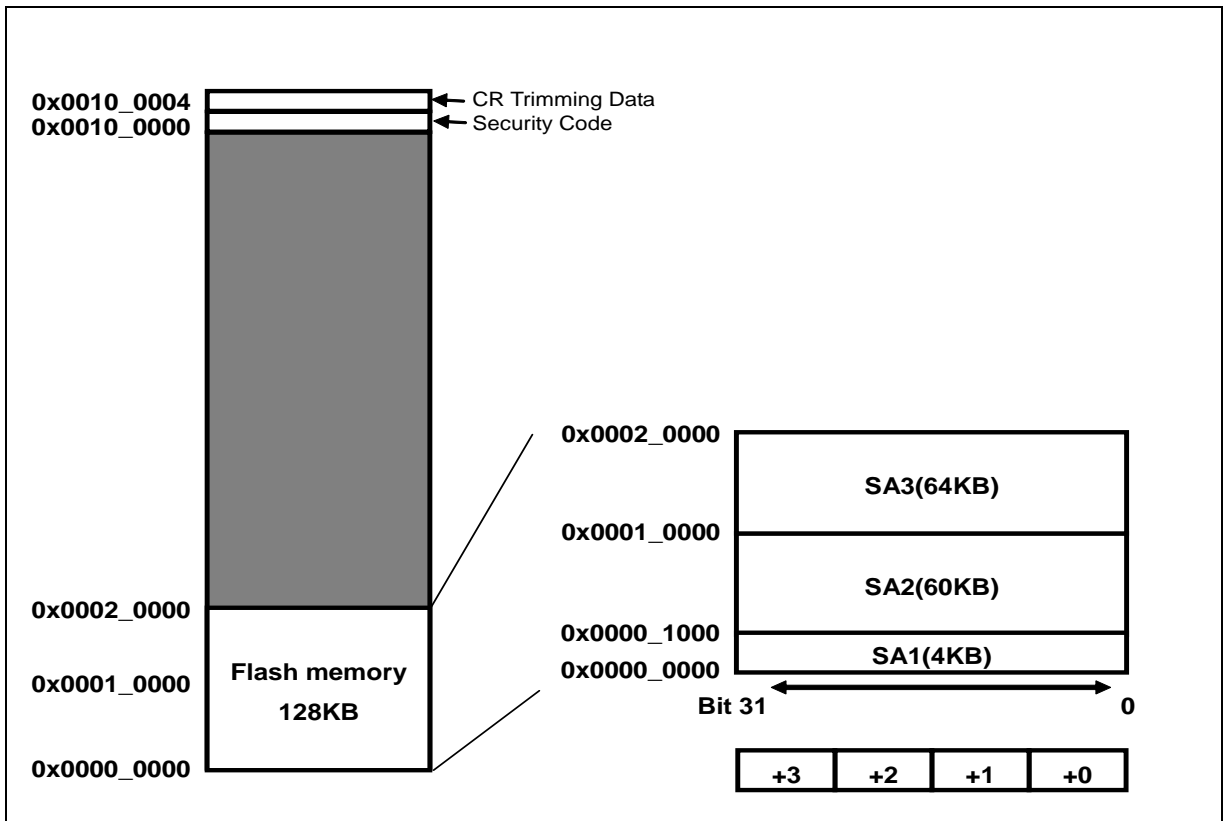 0x0010_0004
CR Trimming Data
0x0010_0000
Security Code
0x0002_0000
0x0001_0000
0x0000_0000
Flash memory
128KB
0x0002_0000
0x0001_0000
0x0000_1000
0x0000_0000
SA3(64KB)
SA2(60KB)
SA1(4KB)
Bit 31
0
+3 +2 +1 +0